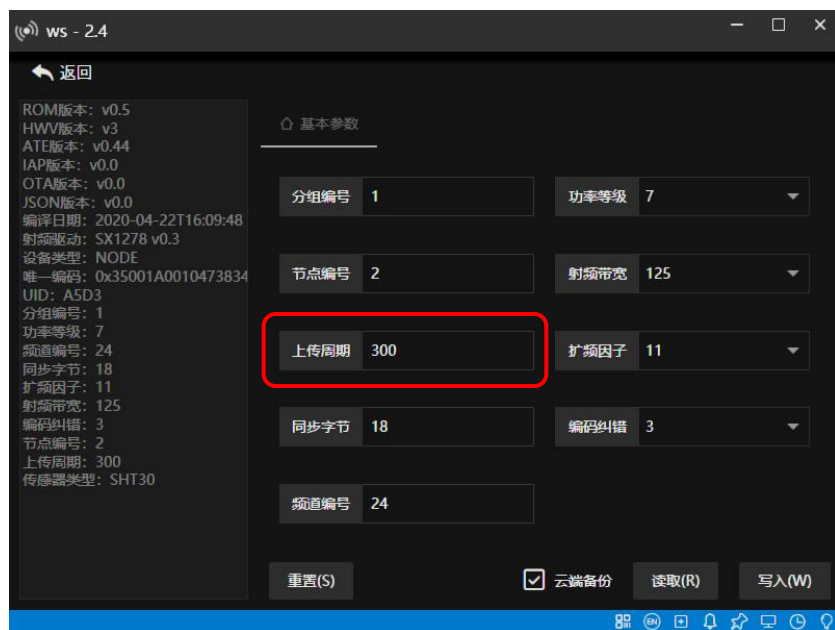 ws - 2.4
返回
ROM版本：v0.5
HWV版本：v3
ATE版本：v0.44
IAP版本：v0.0
OTA版本：v0.0
JSON版本：v0.0
编译日期：2020-04-22T16:09:48
射频驱动：SX1278 v0.3
设备类型：NODE
唯一编码：0x35001A0010473834
UID：A5D3
分组编号：1
功率等级：7
频道编号：24
同步字节：18
扩频因子：11
射频带宽：125
编码纠错：3
节点编号：2
上传周期：300
传感器类型：SHT30
基本参数
分组编号 1 功率等级 7
节点编号 2 射频带宽 125
上传周期 300 扩频因子 11
同步字节 18 编码纠错 3
频道编号 24
重置(S) 云端备份 读取(R) 写入(W)
EN